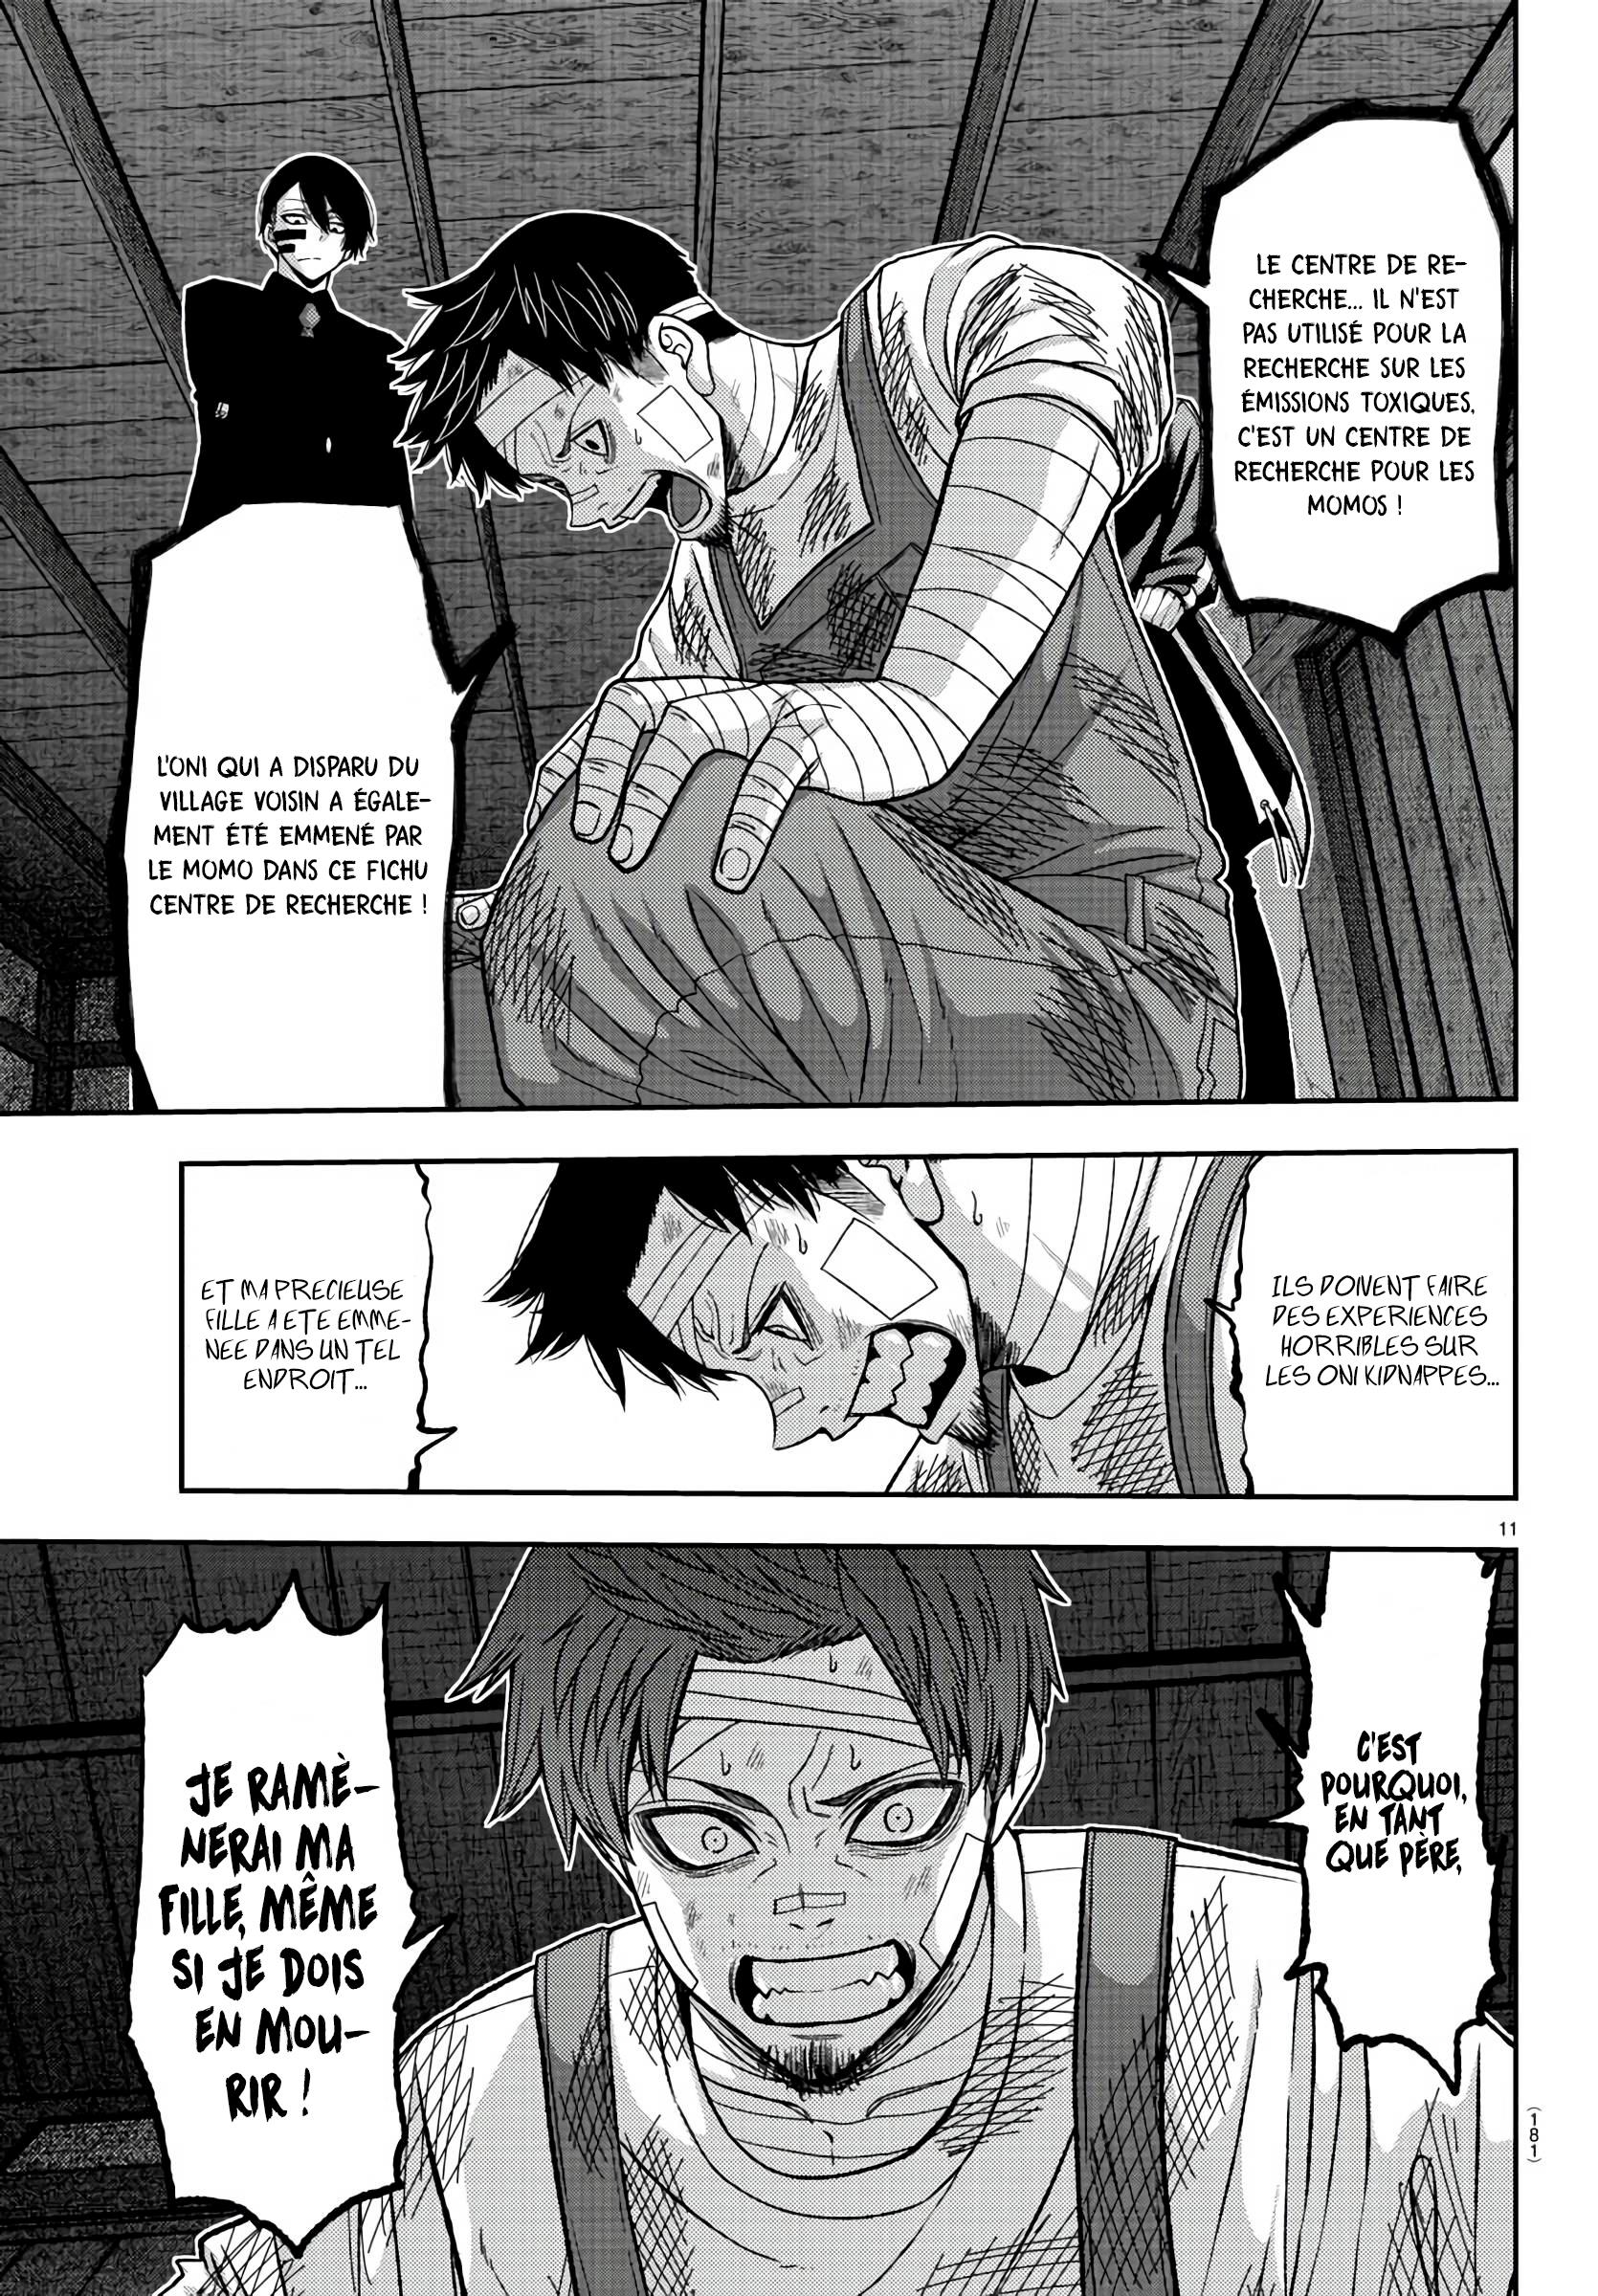 LE CENTRE DE RE-
CHERCHE... IL N'EST
PAS UTILISÉ POUR LA
RECHERCHE SUR LES
ÉMISSIONS TOXIQUES,
C'EST UN CENTRE DE
RECHERCHE POUR LES
MOMOS !
L'ONI QUI A DISPARU DU
VILLAGE VOISIN A ÉGALE-
MENT ÉTÉ EMMENÉ PAR
LE MOMO DANS CE FICHU
CENTRE DE RECHERCHE !
ILS DOIVENT FAIRE
DES EXPERIENCES
HORRIBLES SUR
LES ONI KIDNAPPES...
ET MA PRECIEUSE
FILLE A ETE EMME-
NEE DANS UN TEL
ENDROIT...
11
C'EST
POURQUOI,
EN TANT
QUE PÈRE,
JE RAMÈ-
NERAI MA
FILLE, MÊME
SI JE DOIS
EN MOU-
RIR !
(181)